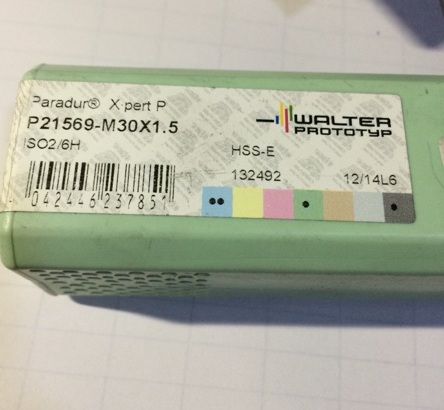 Paradur® X·pert P
P21569-M30X1.5
ISO2/6H
042446237851
WALTER
PROTOTYP
HSS-E
132492
12/14L6